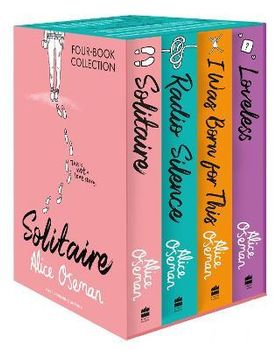 FOUR-BOOK
COLLECTION
This is
not a
love story
Solitaire
Alice Oseman
Solitaire
Alice Oseman
Radio Silence
Alice Oseman
I Was Born for This
Alice Oseman
Loveless
Alice Oseman